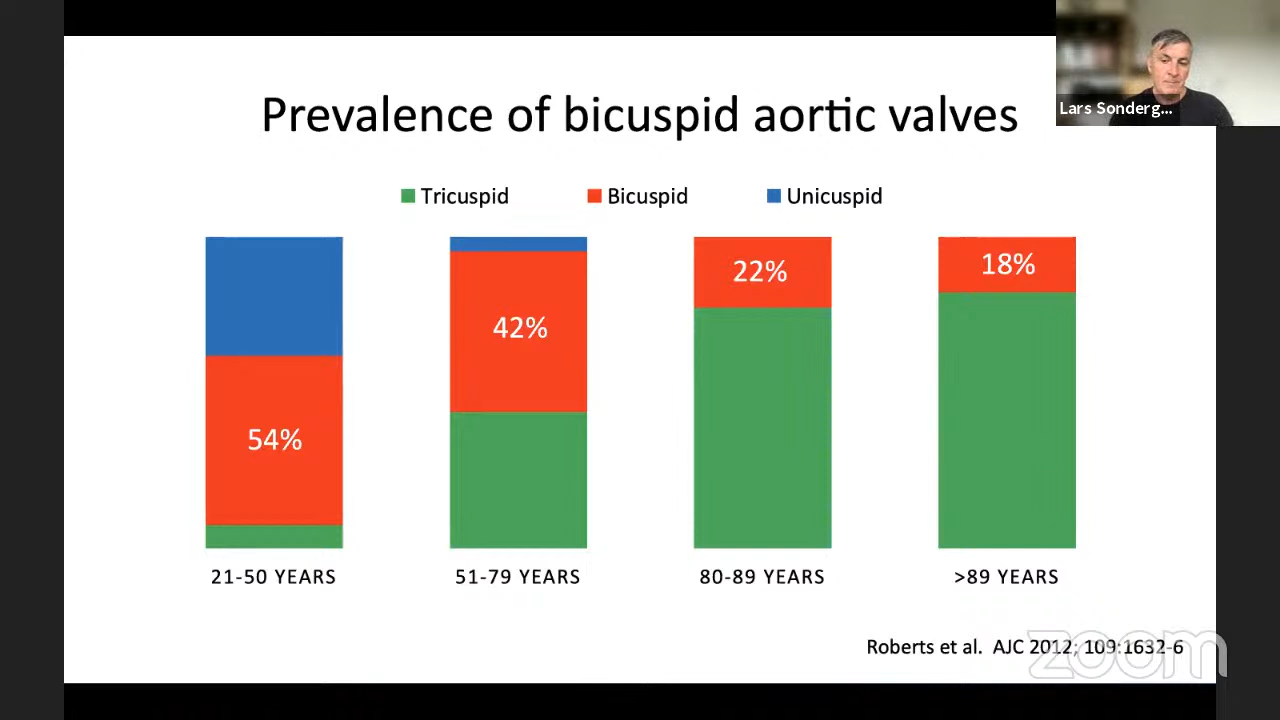 Prevalence of bicuspid aortic valves
Lars Sonderg...
Tricuspid Bicuspid Unicuspid
22% 18%
42%
54%
21-50 YEARS 51-79 YEARS 80-89 YEARS >89 YEARS
Roberts et al. AJC 2012; 109:1632-6
zoom